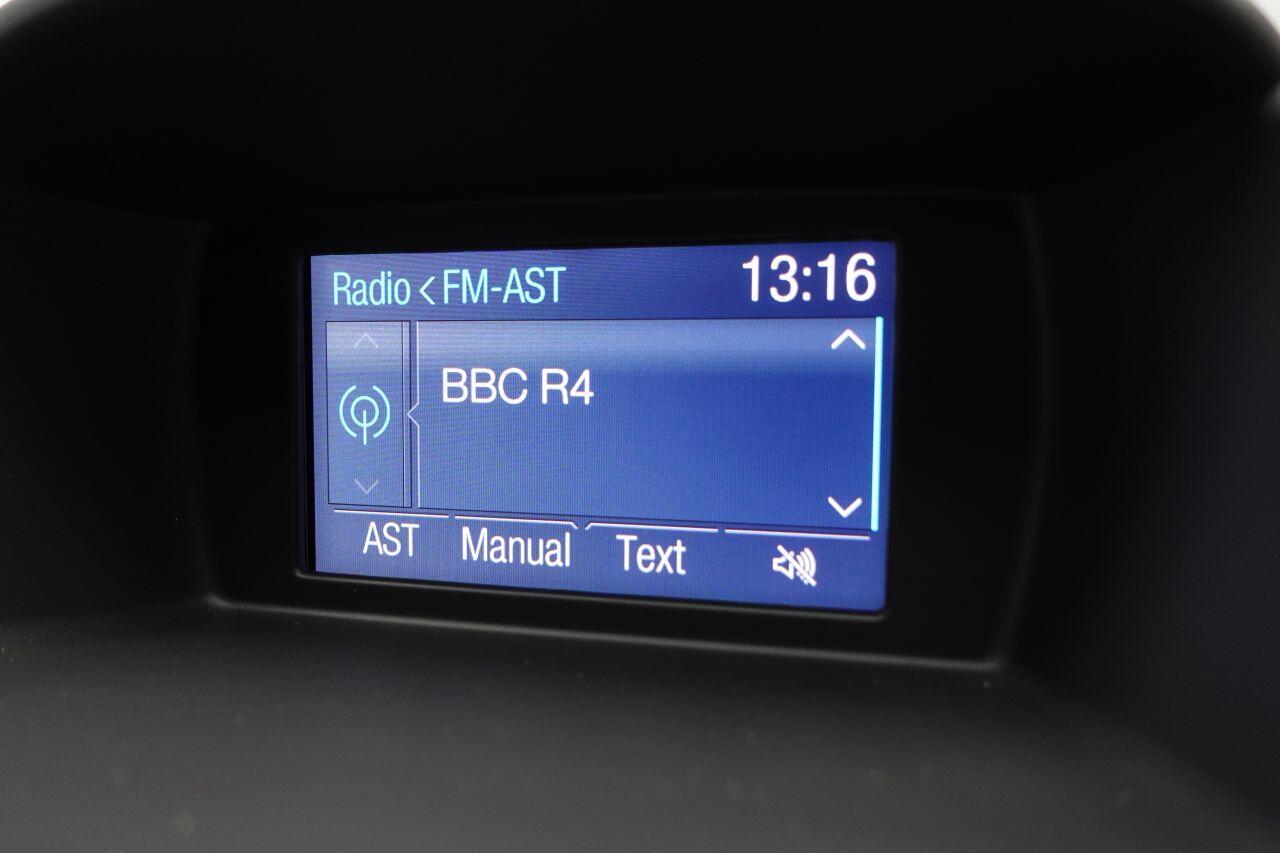 Radio < FM-AST 13:16
BBC R4
AST Manual Text